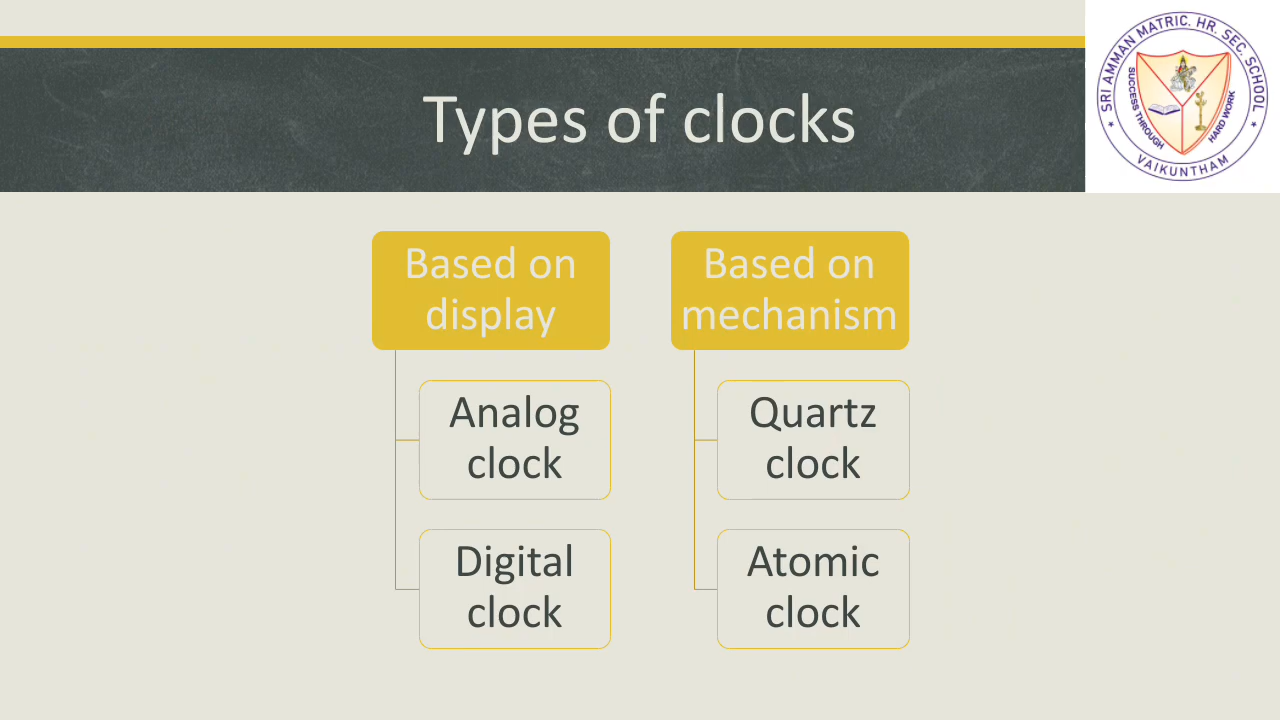 Types of clocks
SRI AMMAN MATRIC. HR. SEC. SCHOOL
SUCCESS THROUGH
HARD WORK
VAIKUNTHAM
Based on
display
Analog
clock
Digital
clock
Based on
mechanism
Quartz
clock
Atomic
clock